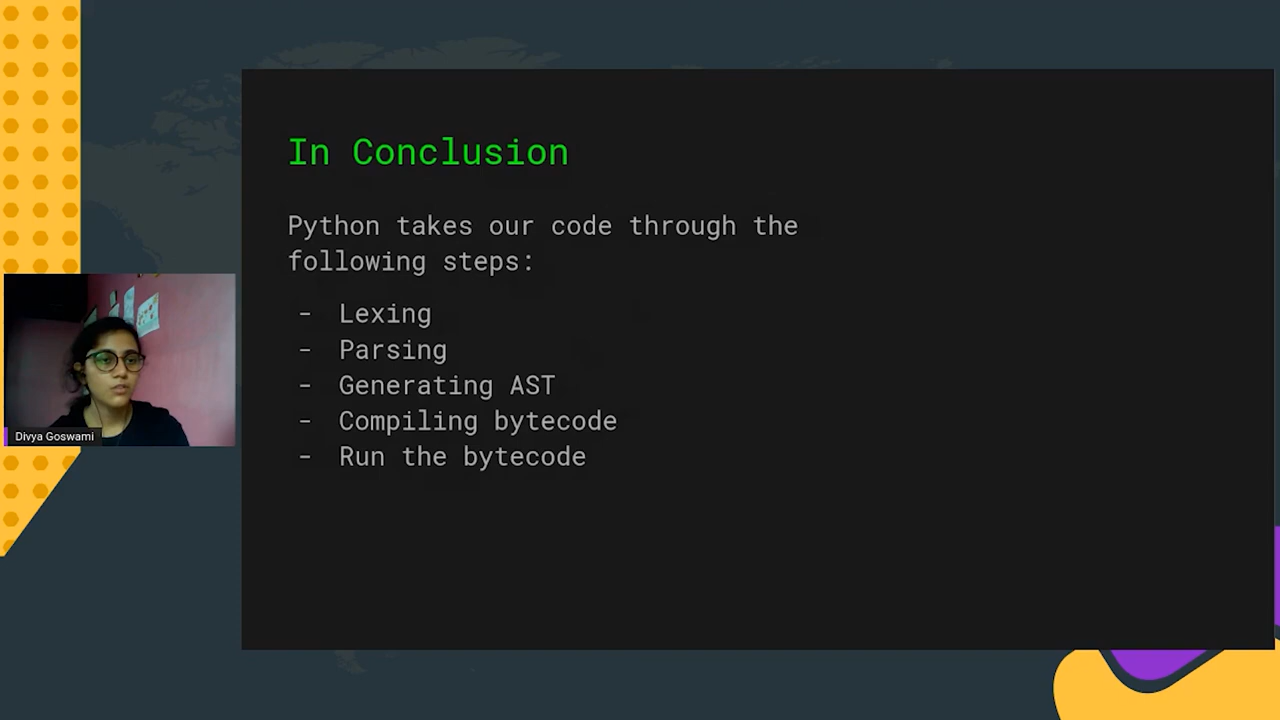 In Conclusion
Python takes our code through the
following steps:
- Lexing
- Parsing
- Generating AST
- Compiling bytecode
- Run the bytecode
Divya Goswami